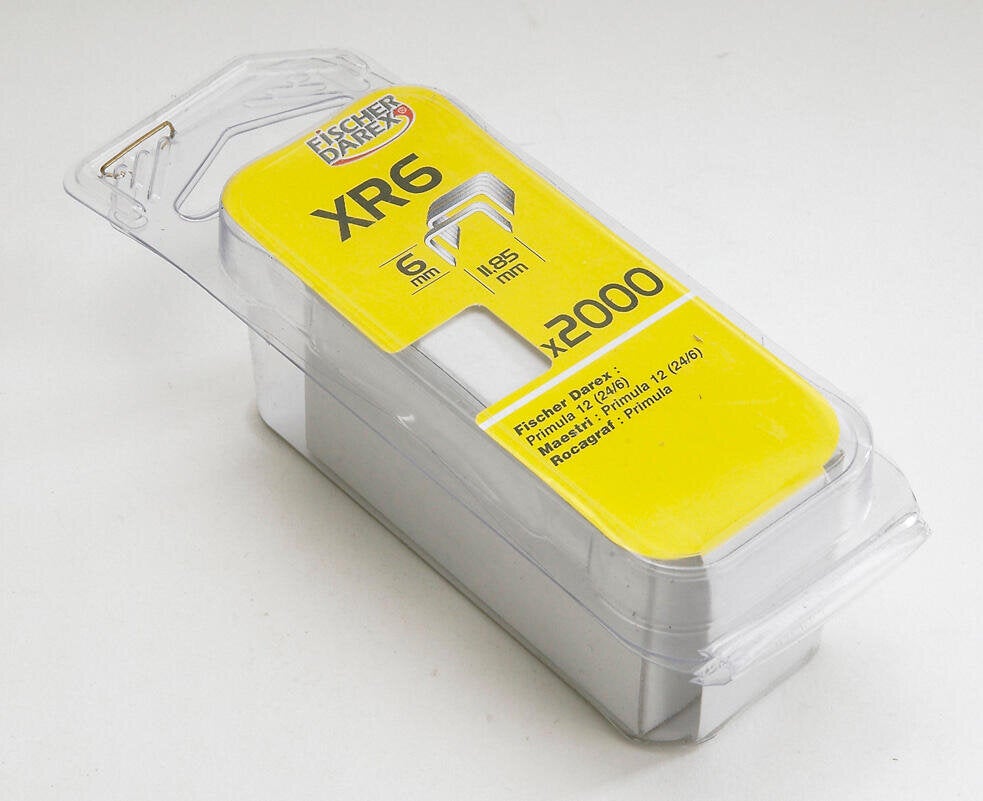 FiSCHER
DAREX®
XR6
6
mm
11,85
mm
x2000
Fischer Darex :
Primula 12 (24/6)
Maestri : Primula 12 (24/6)
Rocagraf : Primula